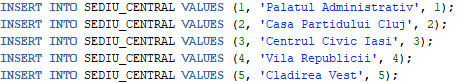 INSERT INTO SEDIU_CENTRAL VALUES (1, 'Palatul Administrativ', 1);
INSERT INTO SEDIU_CENTRAL VALUES (2, 'Casa Partidului Cluj', 2);
INSERT INTO SEDIU_CENTRAL VALUES (3, 'Centrul Civic Iasi', 3);
INSERT INTO SEDIU_CENTRAL VALUES (4, 'Vila Republicii', 4);
INSERT INTO SEDIU_CENTRAL VALUES (5, 'Cladirea Vest', 5);